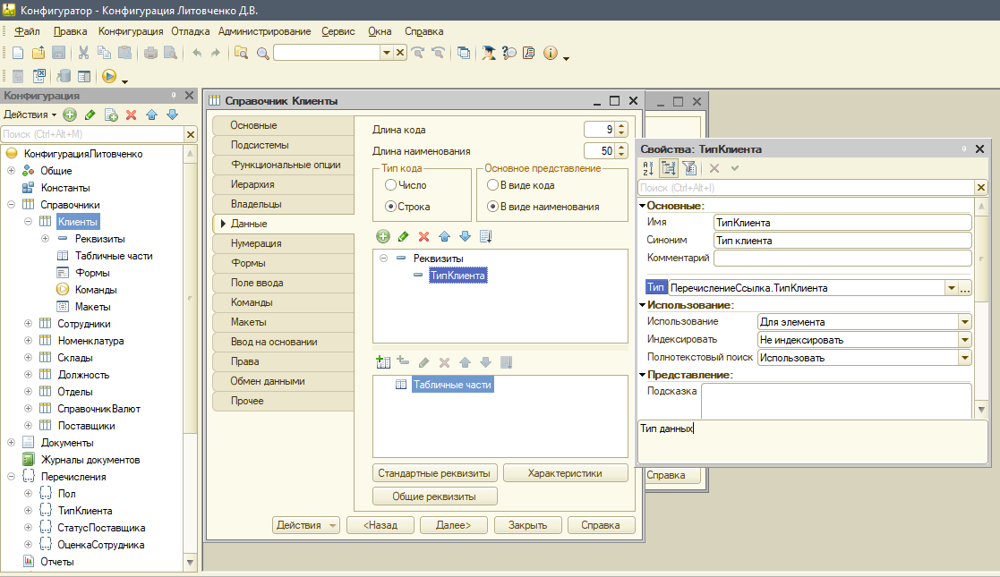 Конфигуратор - Конфигурация Литовченко Д.В.
Файл Правка Конфигурация Отладка Администрирование Сервис Окна Справка
Конфигурация
Действия
Поиск (Ctrl+Alt+M)
КонфигурацияЛитовченко
Общие
Константы
Справочники
Клиенты
Реквизиты
Табличные части
Формы
Команды
Макеты
Сотрудники
Номенклатура
Склады
Должность
Отделы
СправочникВалют
Поставщики
Документы
Журналы документов
Перечисления
Пол
ТипКлиента
СтатусПоставщика
ОценкаСотрудника
Отчеты
Справочник Клиенты
Основные
Подсистемы
Функциональные опции
Иерархия
Владельцы
Данные
Нумерация
Формы
Поле ввода
Команды
Макеты
Ввод на основании
Права
Обмен данными
Прочее
Длина кода 9
Длина наименования 50
Тип кода
Число
Строка
Основное представление
В виде кода
В виде наименования
Реквизиты
ТипКлиента
Табличные части
Стандартные реквизиты Характеристики
Общие реквизиты
Действия <Назад Далее> Закрыть Справка
Справка
Свойства: ТипКлиента
Поиск (Ctrl+Alt+I)
Основные:
Имя ТипКлиента
Синоним Тип клиента
Комментарий
Тип ПеречислениеСсылка.ТипКлиента ...
Использование:
Использование Для элемента
Индексировать Не индексировать
Полнотекстовый поиск Использовать
Представление:
Подсказка
Тип данных